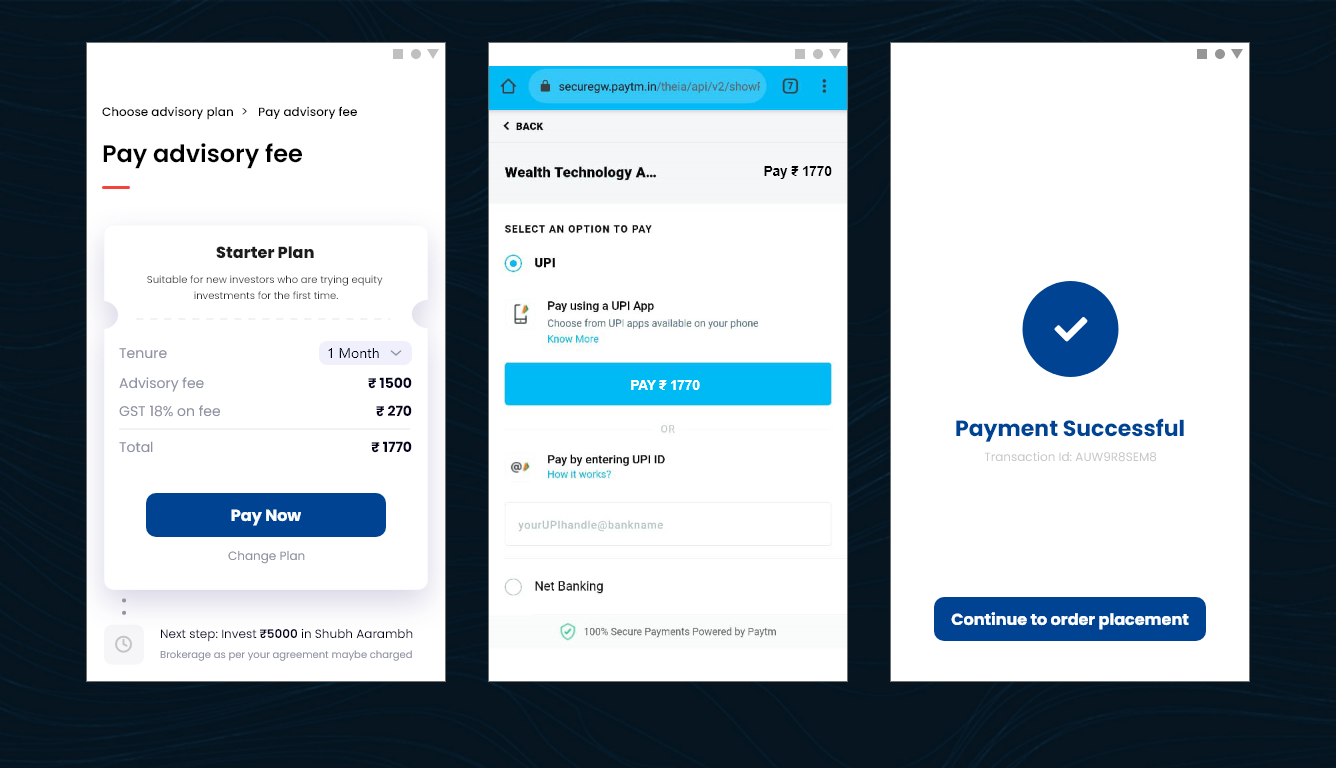 Choose advisory plan > Pay advisory fee
Pay advisory fee
Starter Plan
Suitable for new investors who are trying equity
investments for the first time.
Tenure 1 Month
Advisory fee ₹ 1500
GST 18% on fee ₹ 270
Total ₹ 1770
Pay Now
Change Plan
Next step: Invest ₹5000 in Shubh Aarambh
Brokerage as per your agreement maybe charged
securegw.paytm.in/theia/api/v2/showP 7
BACK
Wealth Technology A... Pay ₹ 1770
SELECT AN OPTION TO PAY
UPI
Pay using a UPI App
Choose from UPI apps available on your phone
Know More
PAY ₹ 1770
OR
Pay by entering UPI ID
How it works?
yourUPIhandle@bankname
Net Banking
100% Secure Payments Powered by Paytm
Payment Successful
Transaction Id: AUW9R8SEM8
Continue to order placement